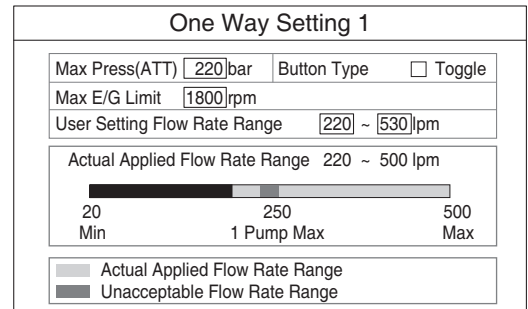 One Way Setting 1
Max Press(ATT) 220 bar Button Type Toggle
Max E/G Limit 1800 rpm
User Setting Flow Rate Range 220 ~ 530 lpm
Actual Applied Flow Rate Range 220 ~ 500 lpm
20 250 500
Min 1 Pump Max Max
Actual Applied Flow Rate Range
Unacceptable Flow Rate Range